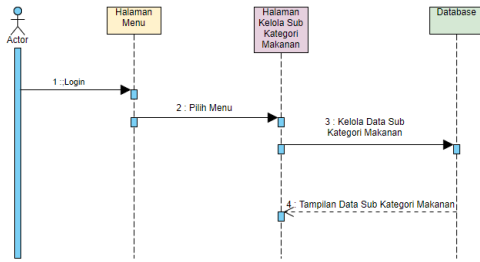 Actor
Halaman
Menu
Halaman
Kelola Sub
Kategori
Makanan
Database
1 ::Login
2 : Pilih Menu
3 : Kelola Data Sub
Kategori Makanan
4 : Tampilan Data Sub Kategori Makanan